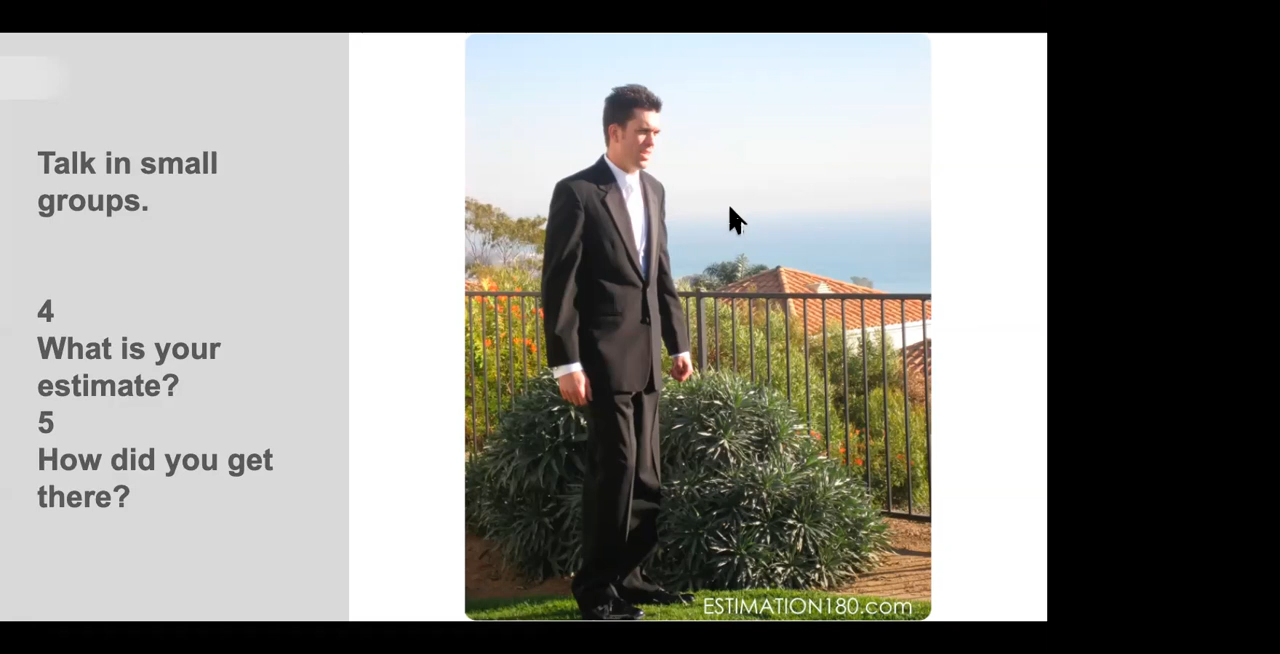 Talk in small
groups.
4
What is your
estimate?
5
How did you get
there?
ESTIMATION180.com